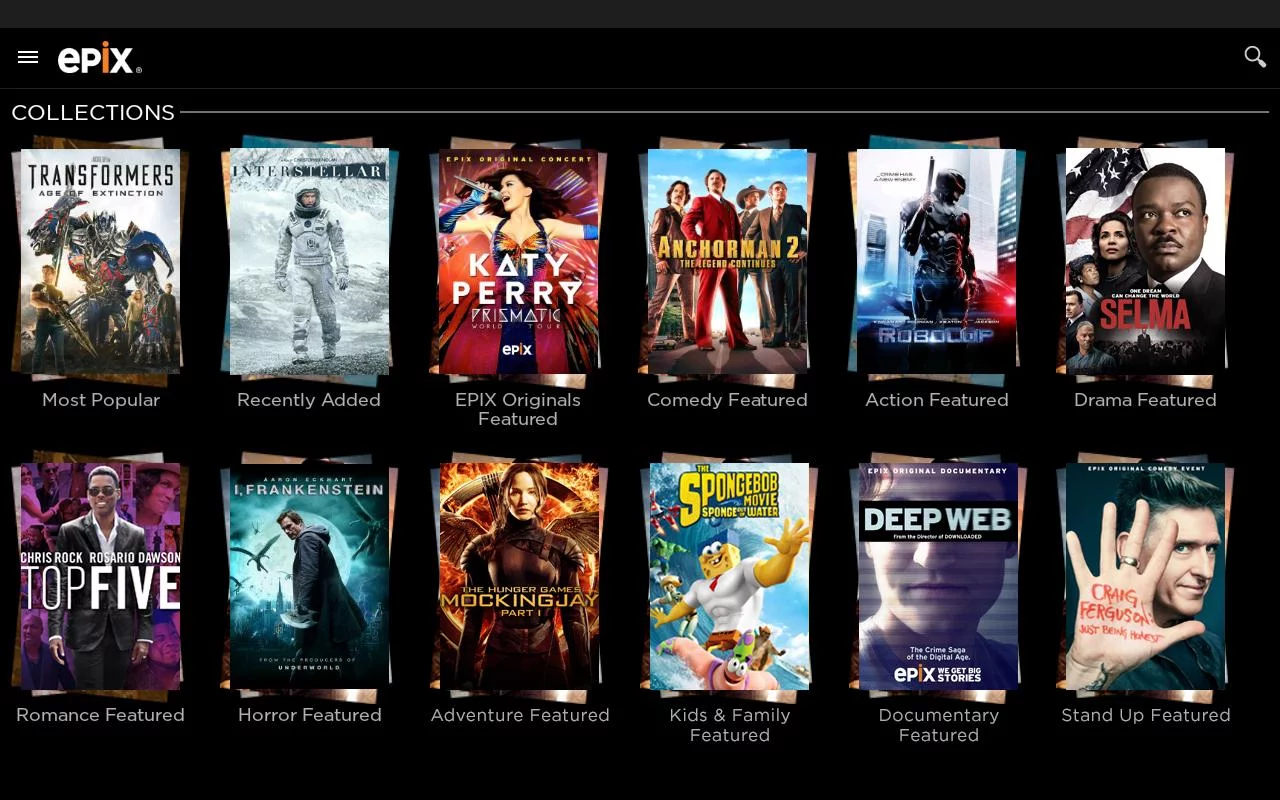 epix®
COLLECTIONS
TRANSFORMERS
AGE OF EXTINCTION
INTERSTELLAR
EPIX ORIGINAL CONCERT
KATY
PERRY
PRISMATIC
WORLD TOUR
epix
ANCHORMAN 2
THE LEGEND CONTINUES
CRIME HAS
A NEW ENEMY
ROBOCOP
ONE DREAM
CAN CHANGE THE WORLD
SELMA
Most Popular
Recently Added
EPIX Originals
Featured
Comedy Featured
Action Featured
Drama Featured
CHRIS ROCK ROSARIO DAWSON
TOP FIVE
AARON ECKHART
I, FRANKENSTEIN
FROM THE PRODUCERS OF
UNDERWORLD
THE HUNGER GAMES
MOCKINGJAY
PART 1
THE
SPONGEBOB
MOVIE
SPONGE OUT OF WATER
EPIX ORIGINAL DOCUMENTARY
DEEP WEB
From the Director of DOWNLOADED
The Crime Saga
of the Digital Age.
epix WE GET BIG
STORIES
EPIX ORIGINAL COMEDY EVENT
CRAIG
FERGUSON:
JUST BEING HONEST
Romance Featured
Horror Featured
Adventure Featured
Kids & Family
Featured
Documentary
Featured
Stand Up Featured